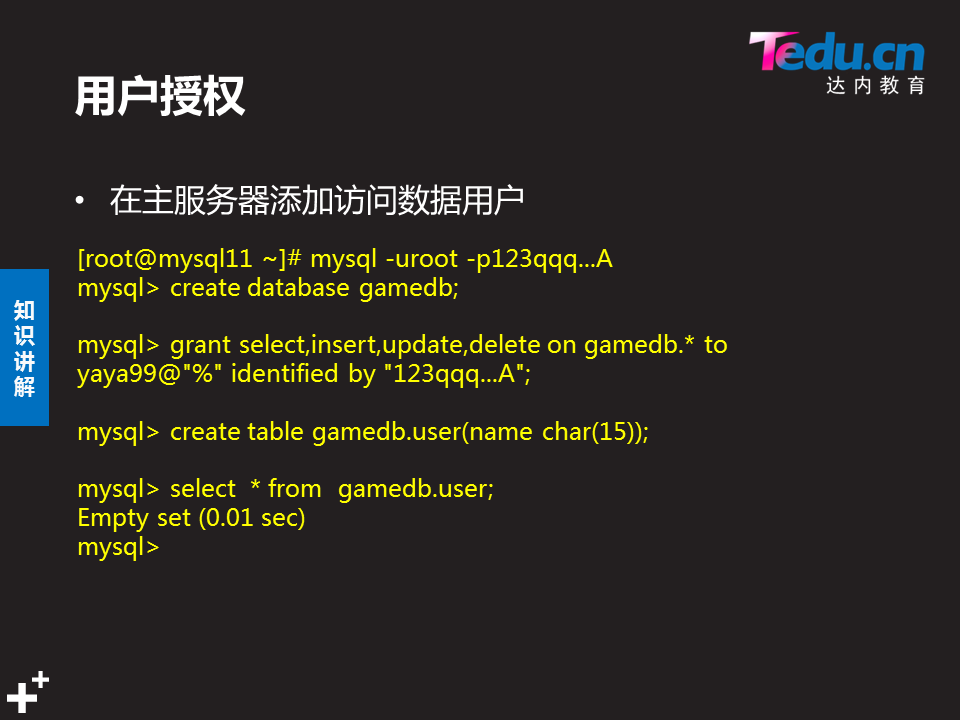 Tedu.cn
达内教育
用户授权
• 在主服务器添加访问数据用户
[root@mysql11 ~]# mysql -uroot -p123qqq...A
mysql> create database gamedb;
mysql> grant select,insert,update,delete on gamedb.* to
yaya99@"%" identified by "123qqq...A";
mysql> create table gamedb.user(name char(15));
mysql> select  * from  gamedb.user;
Empty set (0.01 sec)
mysql>
知
识
讲
解